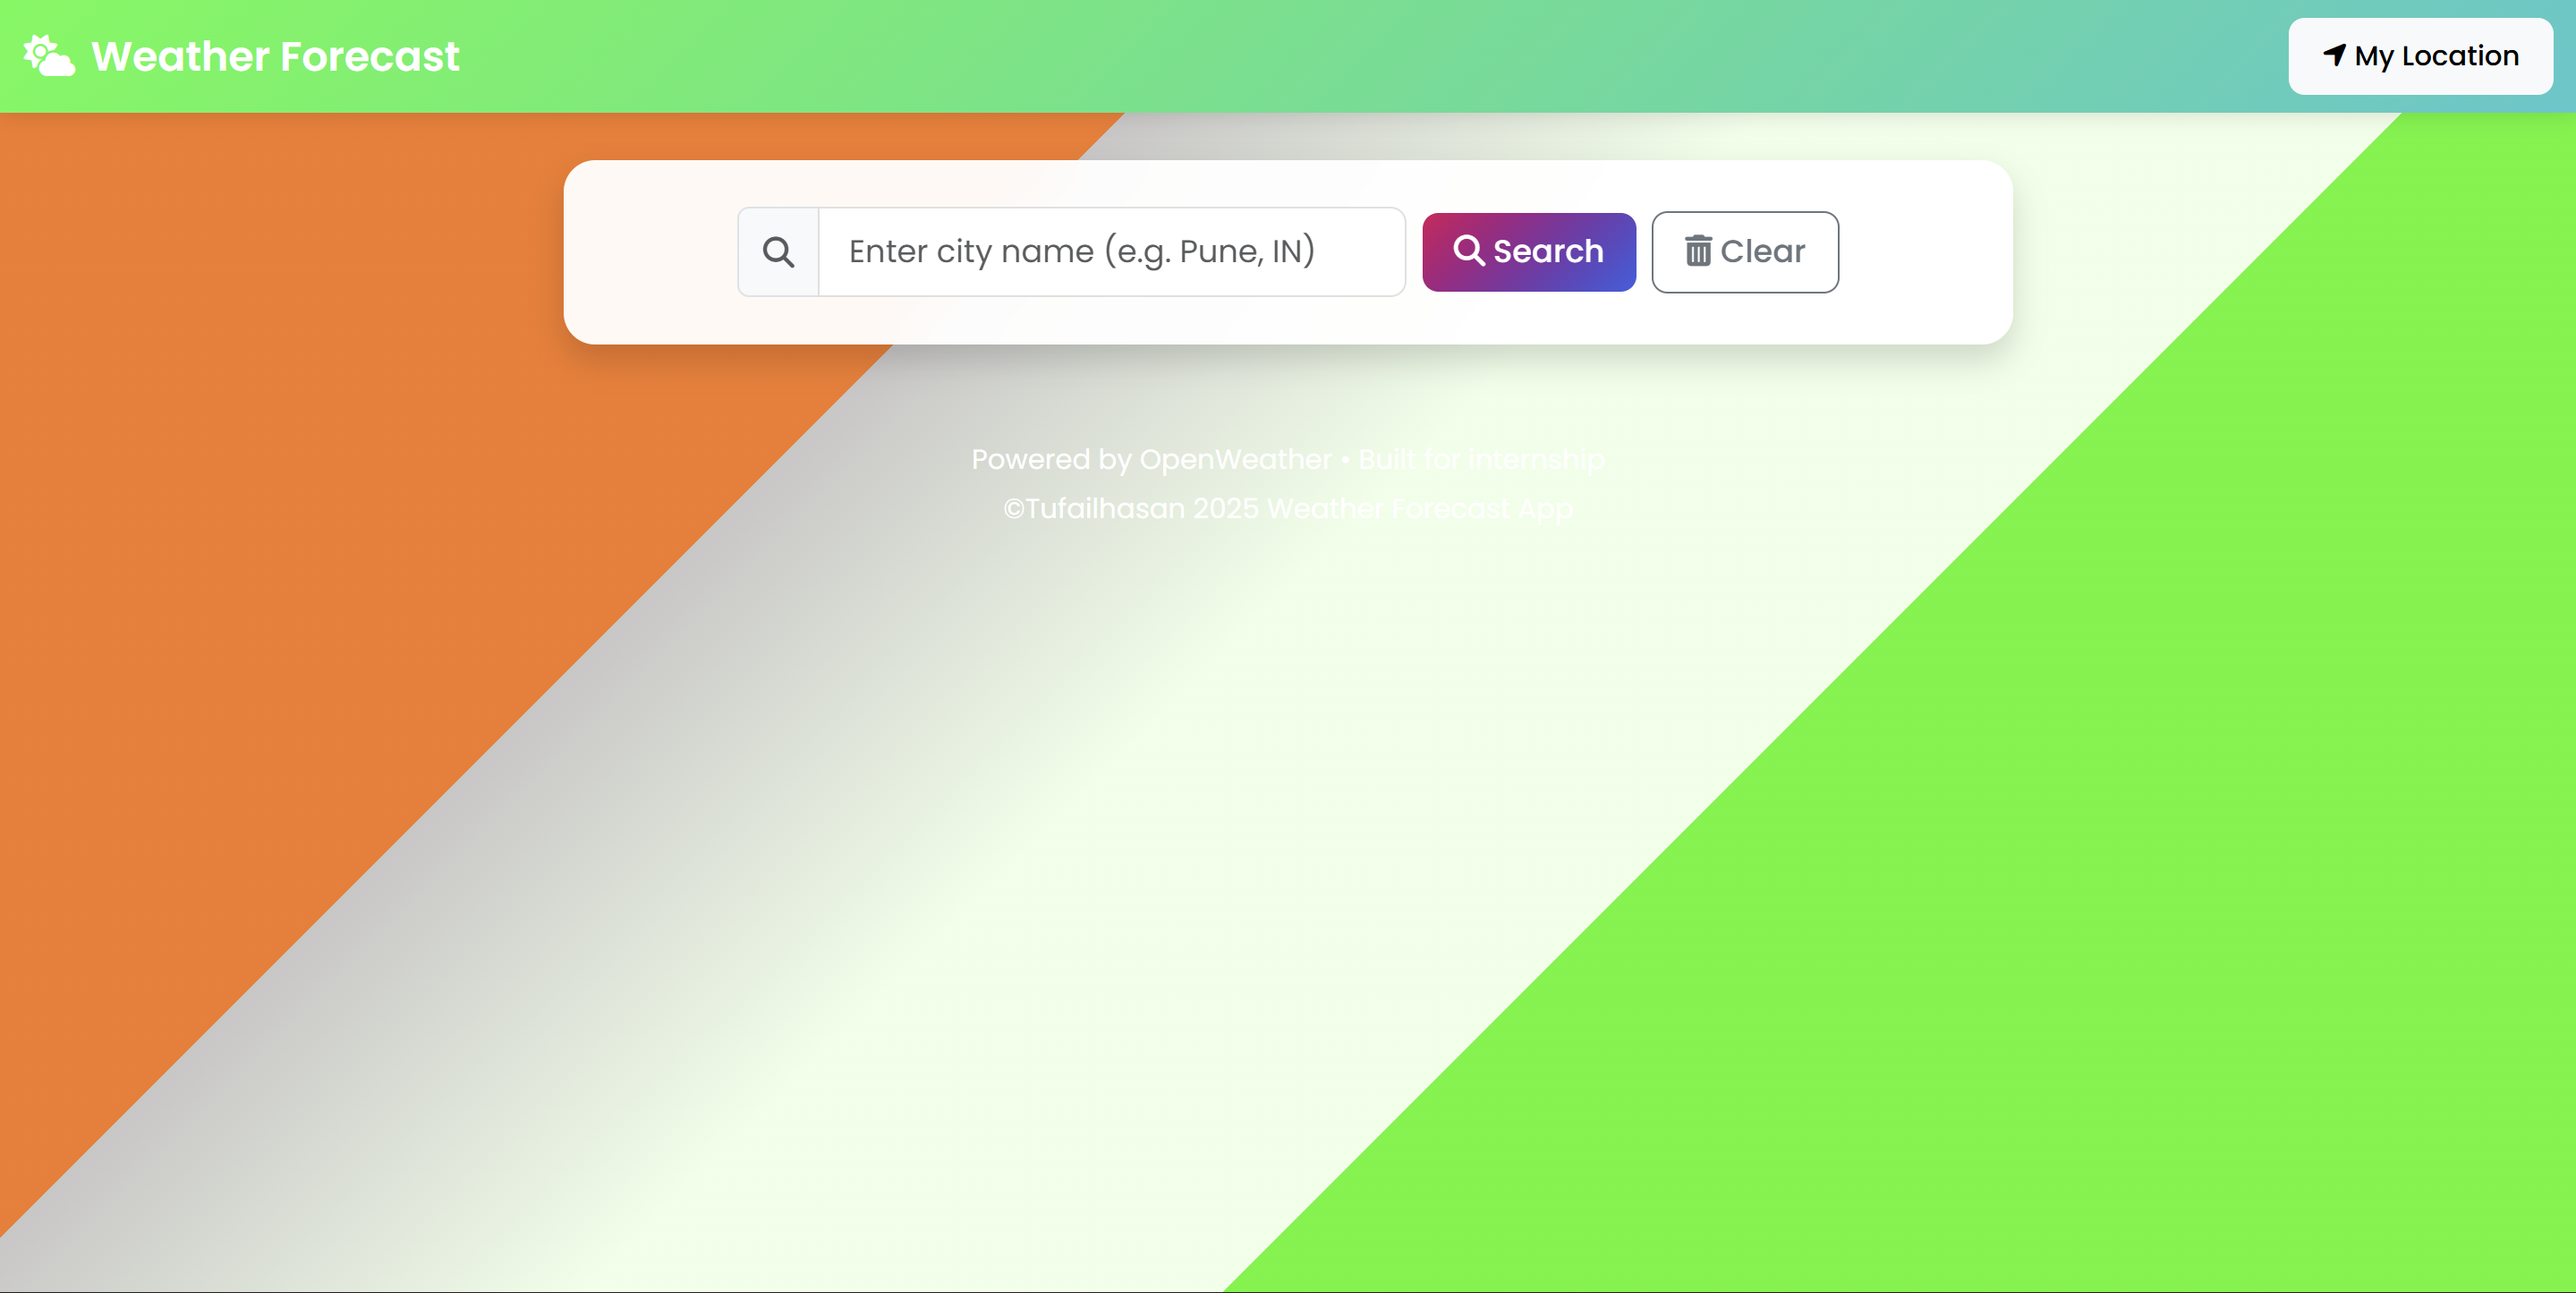 Weather Forecast
My Location
Enter city name (e.g. Pune, IN)
Search
Clear
Powered by OpenWeather • Built for internship
©Tufailhasan 2025 Weather Forecast App